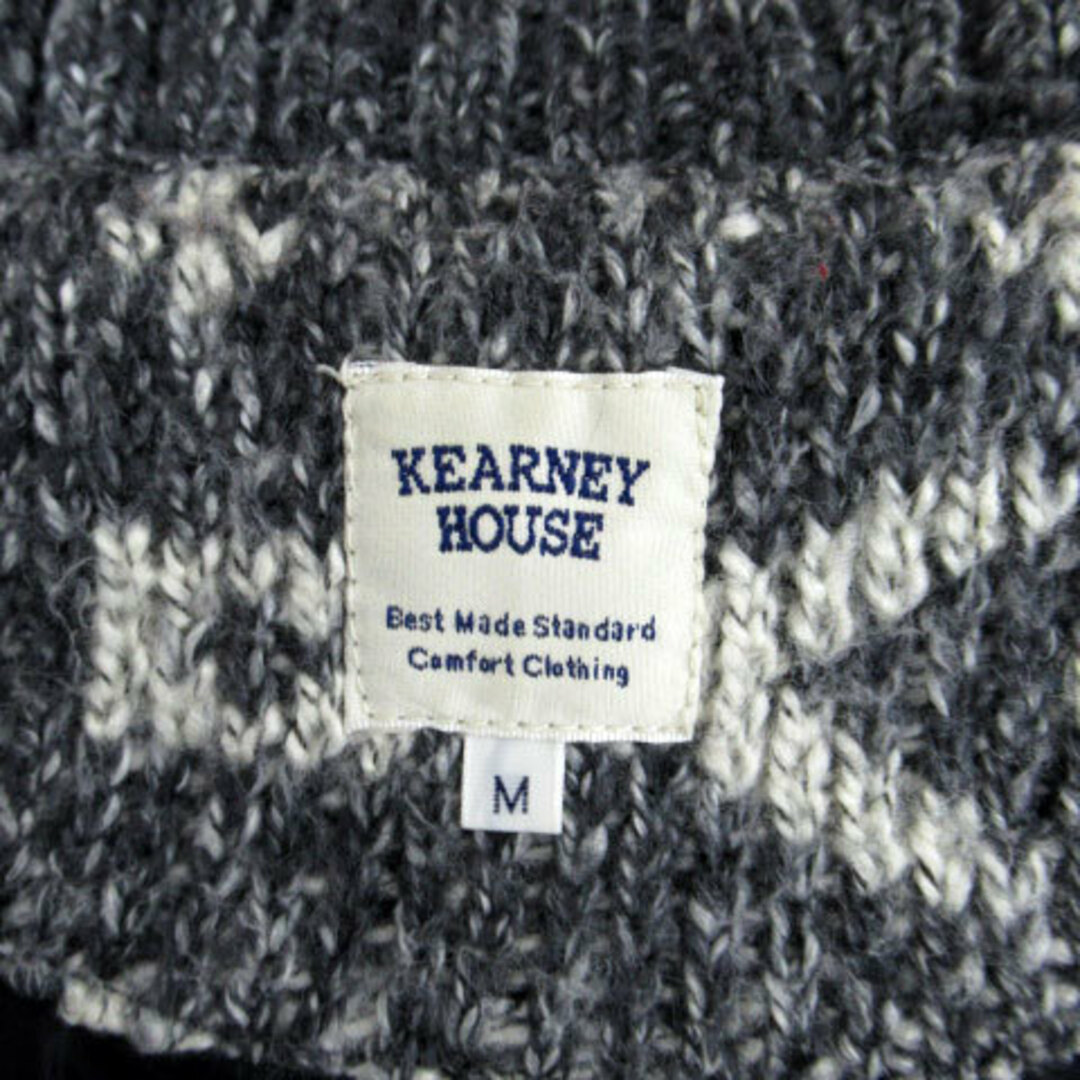 KEARNEY
HOUSE
Best Made Standard
Comfort Clothing
M